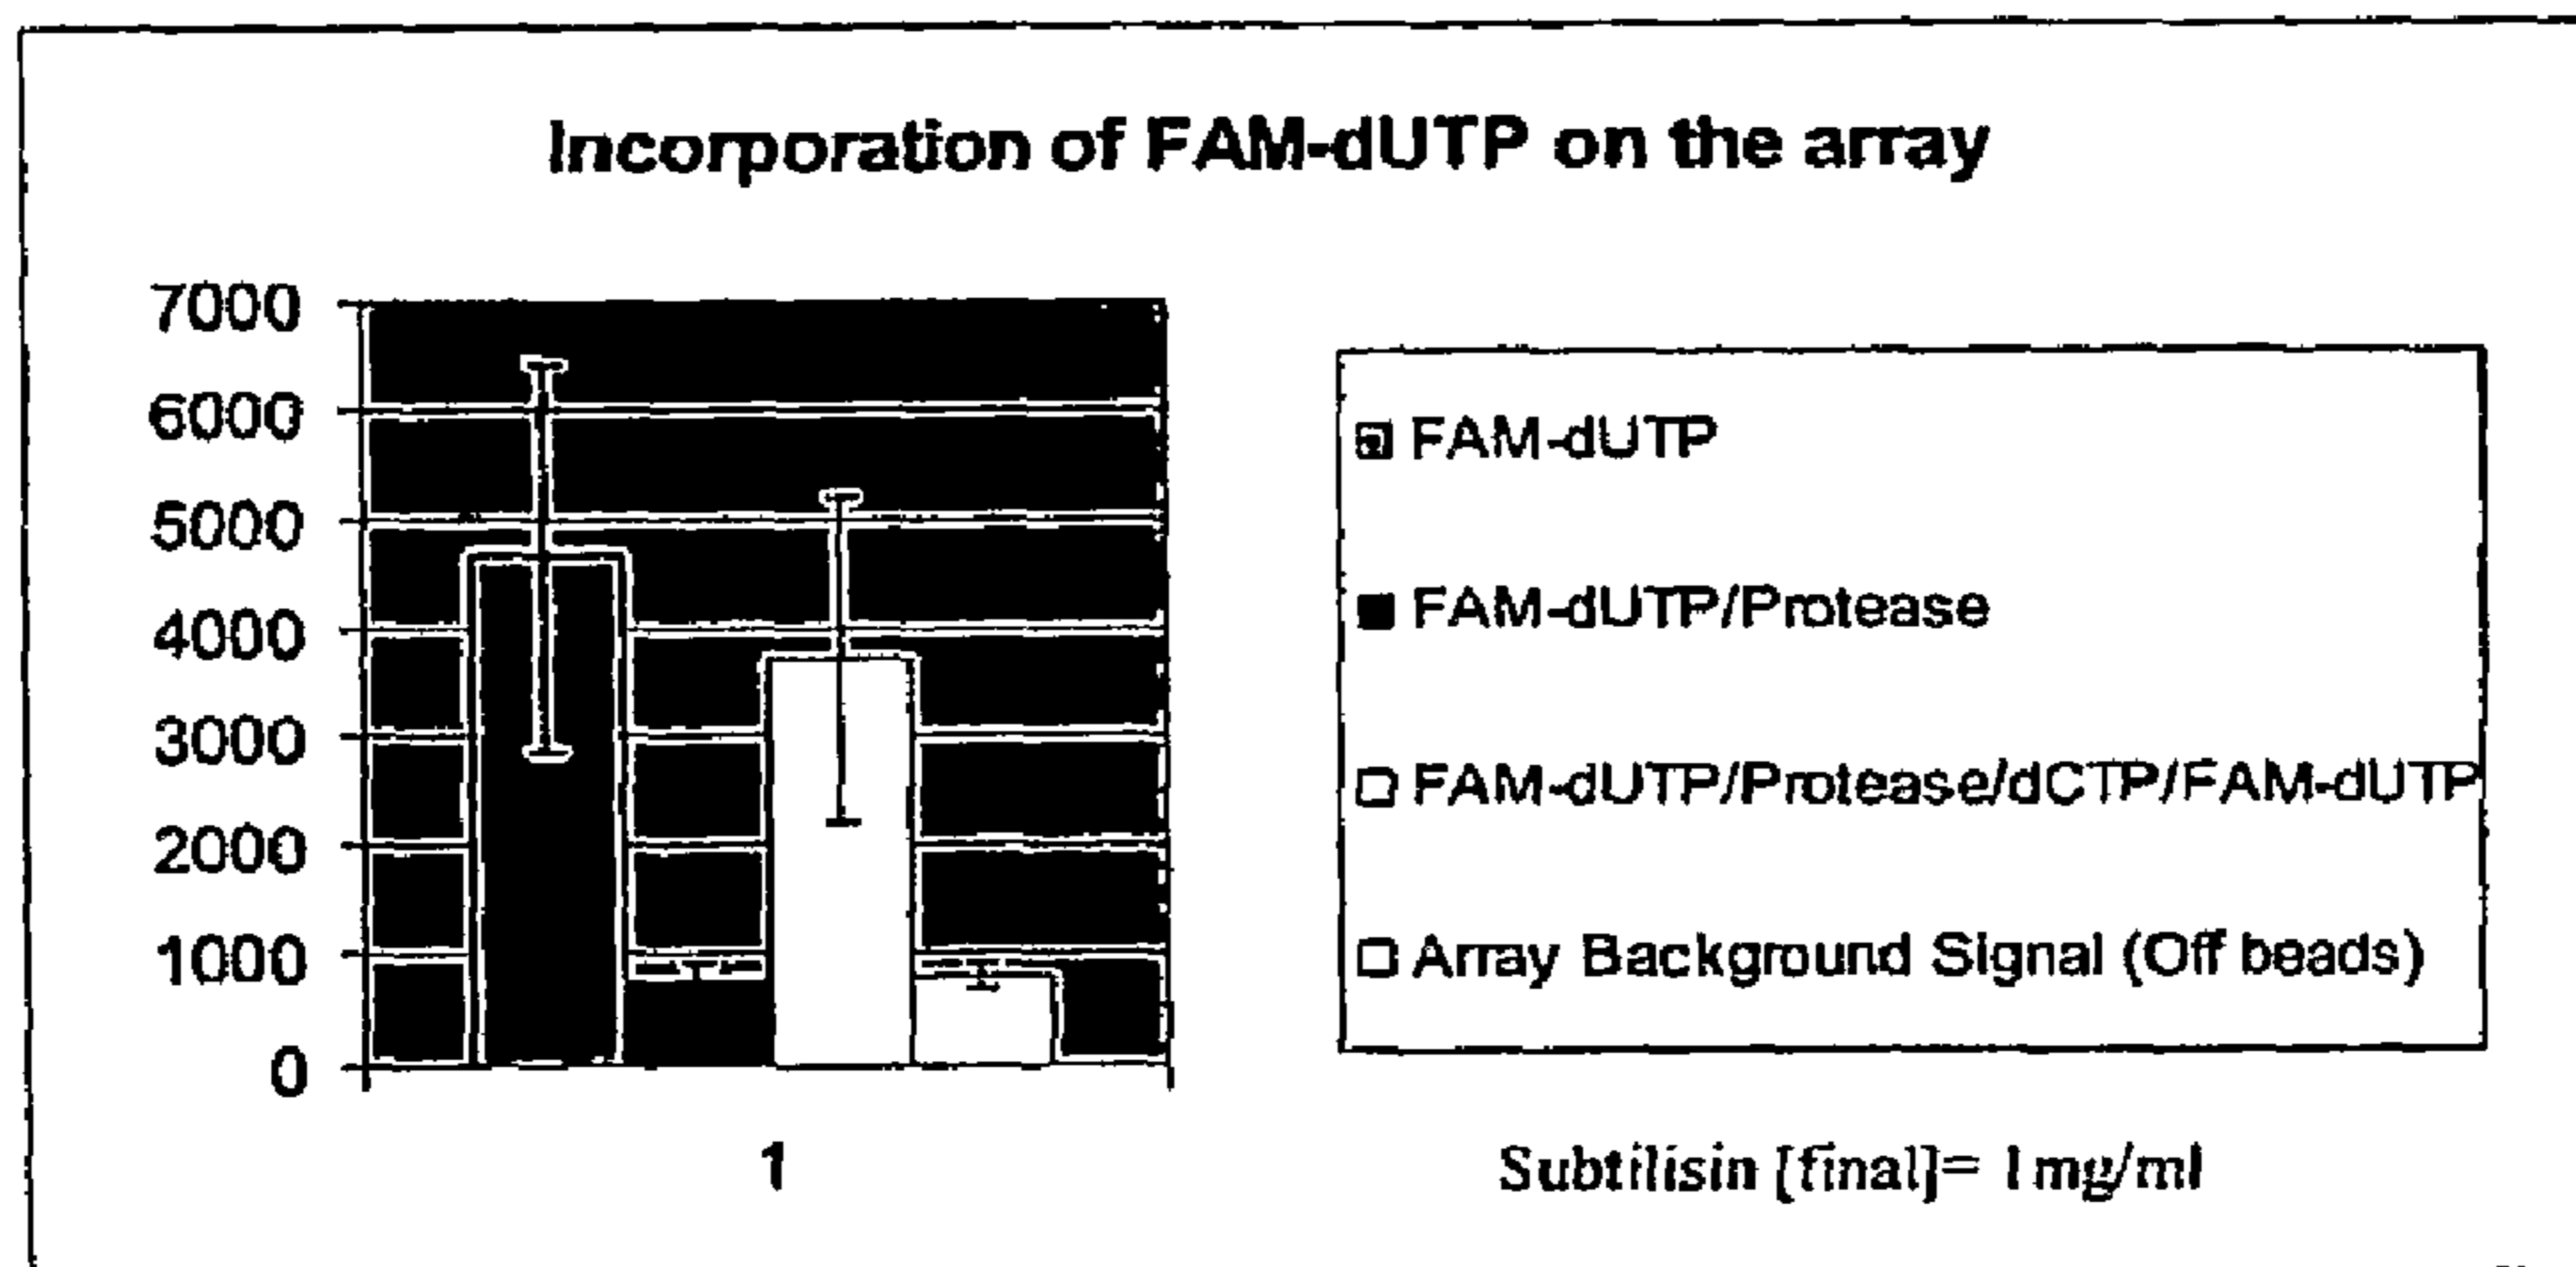 Incorporation of FAM-dUTP on the array
7000
6000
5000
4000
3000
2000
1000
0
1
FAM-dUTP
FAM-dUTP/Protease
FAM-dUTP/Protease/dCTP/FAM-dUTP
Array Background Signal (Off beads)
Subtilisin [final]= 1mg/ml